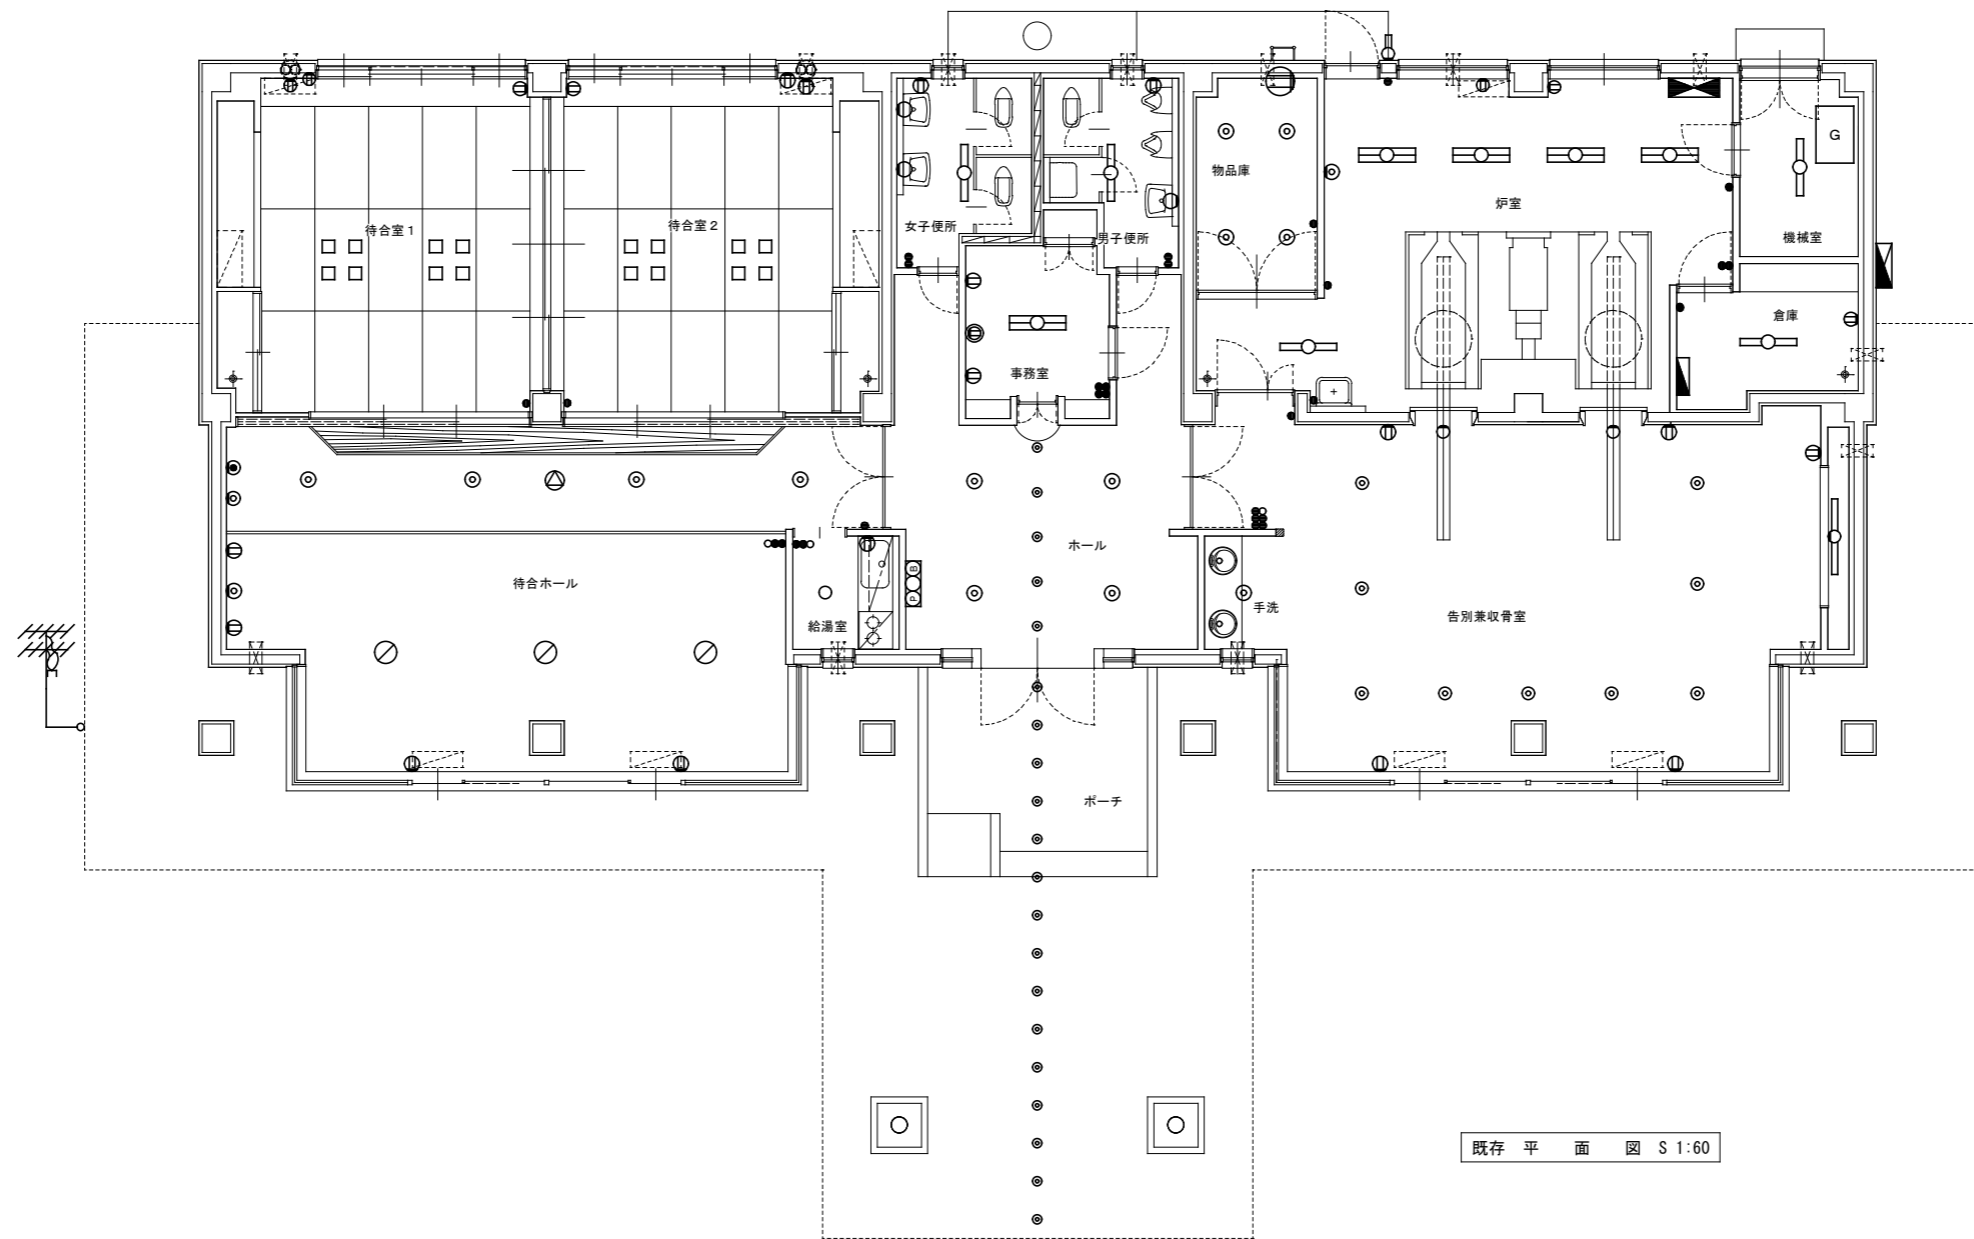 待合室１
待合室２
女子便所
男子便所
物品庫
炉室
G
機械室
倉庫
事務室
ホール
待合ホール
給湯室
B
P
手洗
告別兼収骨室
ポーチ
既存 平 面 図 S 1:60